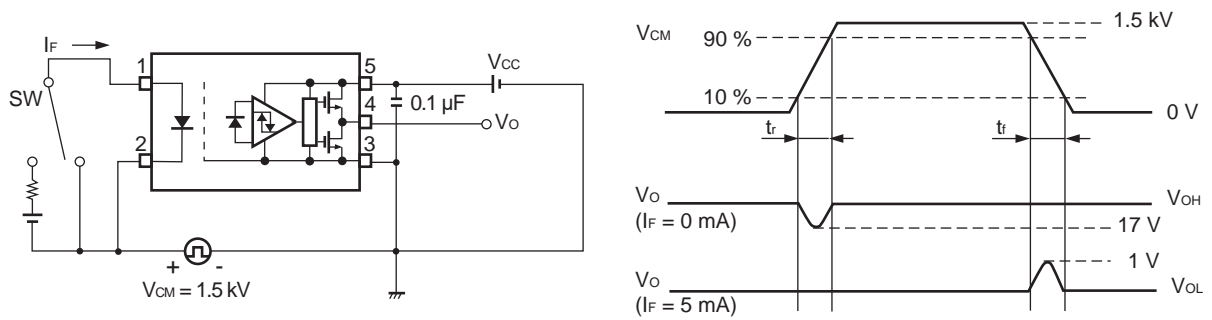 IF
SW
1
2
5
4
3
VCC
0.1 µF
VO
+ -
VCM = 1.5 kV
VCM
90 %
10 %
1.5 kV
0 V
tr
tf
VO
(IF = 0 mA)
VOH
17 V
VO
(IF = 5 mA)
1 V
VOL